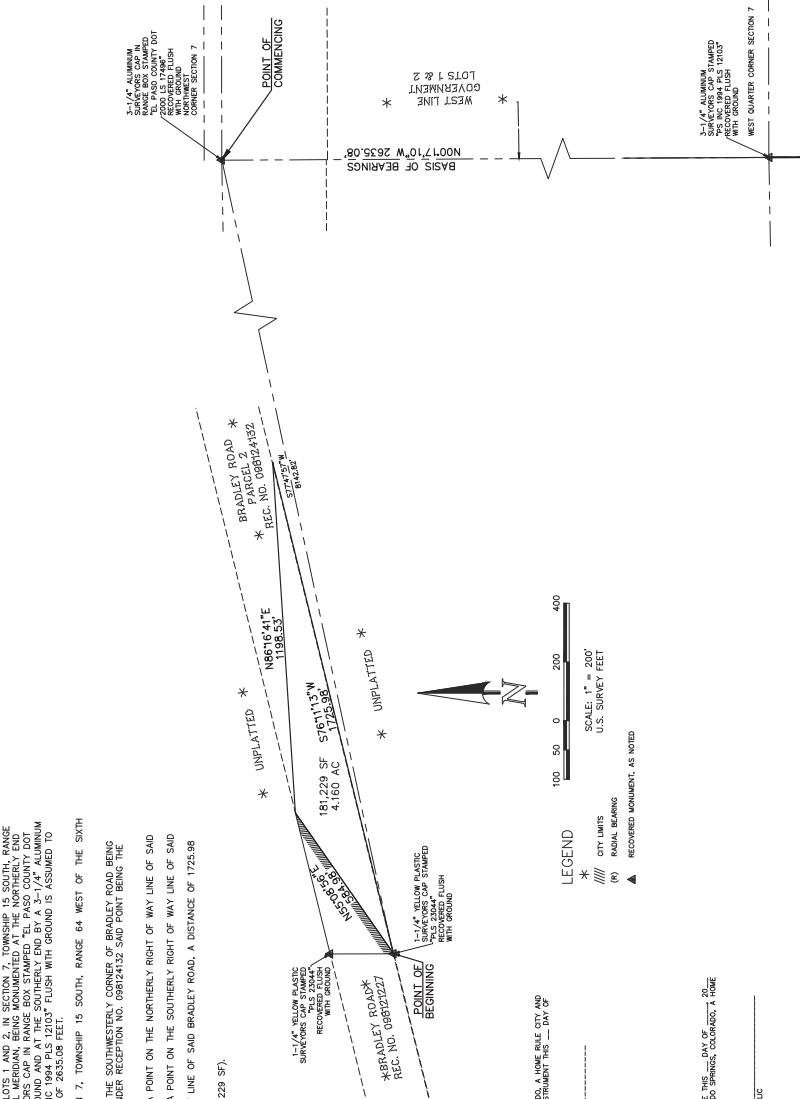 LOTS 1 AND 2, IN SECTION 7, TOWNSHIP 15 SOUTH, RANGE
L MERIDIAN, BEING MONUMENTED AT THE NORTHERLY END
ORS CAP IN RANGE BOX STAMPED "EL PASO COUNTY DOT
OUND AND AT THE SOUTHERLY END BY A 3-1/4" ALUMINUM
NC 1994 PLS 12103" FLUSH WITH GROUND IS ASSUMED TO
OF 2635.08 FEET.
N 7, TOWNSHIP 15 SOUTH, RANGE 64 WEST OF THE SIXTH
THE SOUTHWESTERLY CORNER OF BRADLEY ROAD BEING
NDER RECEPTION NO. 098124132 SAID POINT BEING THE
A POINT ON THE NORTHERLY RIGHT OF WAY LINE OF SAID
A POINT ON THE SOUTHERLY RIGHT OF WAY LINE OF SAID
Y LINE OF SAID BRADLEY ROAD, A DISTANCE OF 1725.98
229 SF).
3-1/4" ALUMINUM
SURVEYORS CAP IN
RANGE BOX STAMPED
"EL PASO COUNTY DOT
2000 LS 17496"
RECOVERED FLUSH
WITH GROUND
NORTHWEST
CORNER SECTION 7
POINT OF
COMMENCING
WEST LINE
GOVERNMENT
LOTS 1 & 2
BASIS OF BEARINGS
N00°17'10"W 2635.08'
3-1/4" ALUMINUM
SURVEYORS CAP STAMPED
"PS INC 1994 PLS 12103"
RECOVERED FLUSH
WITH GROUND
WEST QUARTER CORNER SECTION 7
BRADLEY ROAD
PARCEL 2
REC. NO. 098124132
S77°47'57"W
8142.82'
N86°16'41"E
1198.53'
UNPLATTED
S76°11'13"W
1725.98'
181,229 SF
4.160 AC
UNPLATTED
N55°08'56"E
584.98'
1-1/4" YELLOW PLASTIC
SURVEYORS CAP STAMPED
"PLS 23044"
RECOVERED FLUSH
WITH GROUND
1-1/4" YELLOW PLASTIC
SURVEYORS CAP STAMPED
"PLS 23044"
RECOVERED FLUSH
WITH GROUND
BRADLEY ROAD
REC. NO. 098121227
POINT OF
BEGINNING
N
100 50 0 200 400
SCALE: 1" = 200'
U.S. SURVEY FEET
LEGEND
CITY LIMITS
(R) RADIAL BEARING
RECOVERED MONUMENT, AS NOTED
DO, A HOME RULE CITY AND
STRUMENT THIS __ DAY OF
E THIS __ DAY OF ____ 20__
DO SPRINGS, COLORADO, A HOME
LIC